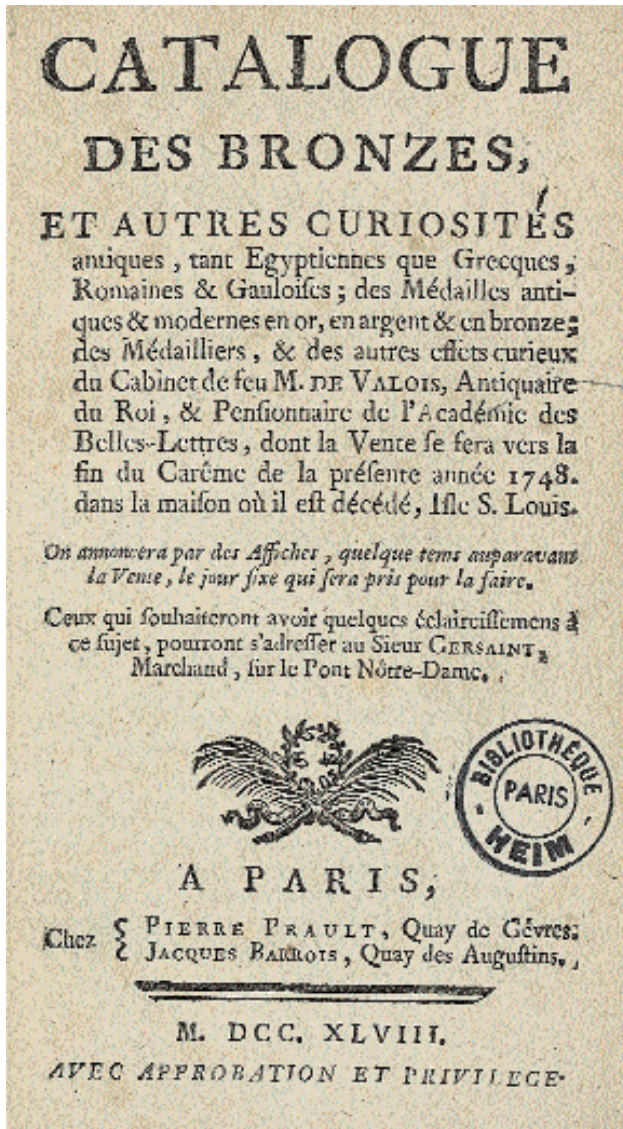 CATALOGUE
DES BRONZES,
ET AUTRES CURIOSITÉS
antiques, tant Egyptiennes que Grecques,
Romaines & Gauloiſes ; des Médailles anti-
ques & modernes en or, en argent & en bronze ;
des Médailliers, & des autres effets curieux
du Cabinet de feu M. DE VALOIS, Antiquaire
du Roi, & Penſionnaire de l'Académie des
Belles-Lettres, dont la Vente ſe fera vers la
fin du Carême de la préſente année 1748.
dans la maiſon où il eſt décédé, Iſle S. Louis.
On annoncera par des Affiches, quelque tems auparavant
la Vente, le jour fixe qui ſera pris pour la faire.
Ceux qui ſouhaiteront avoir quelques éclairciſſemens à
ce ſujet, pourront s'adreſſer au Sieur GERSAINT,
Marchand, ſur le Pont Nôtre-Dame.
BIBLIOTHÈQUE
PARIS
HEIM
A PARIS,
Chez { PIERRE PRAULT, Quay de Gêvres.
JACQUES BARROIS, Quay des Auguſtins.
M. DCC. XLVIII.
AVEC APPROBATION ET PRIVILEGE